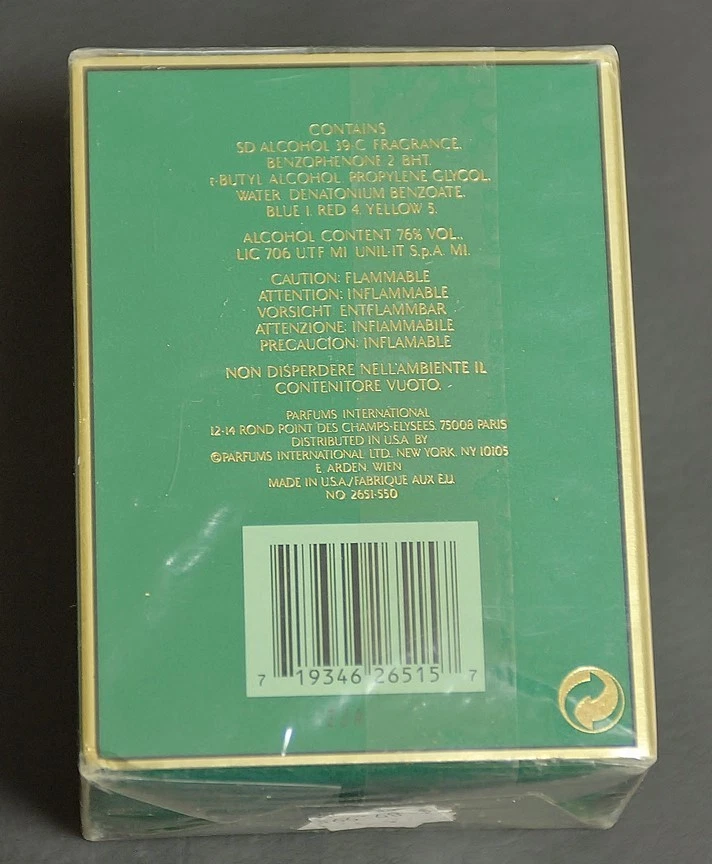 CONTAINS
SD ALCOHOL 39-C FRAGRANCE.
BENZOPHENONE 2 BHT.
t-BUTYL ALCOHOL PROPYLENE GLYCOL.
WATER DENATONIUM BENZOATE.
BLUE 1. RED 4. YELLOW 5.
ALCOHOL CONTENT 76% VOL..
LIC 706 U.T.F MI UNIL-IT S.p.A. MI.
CAUTION: FLAMMABLE
ATTENTION: INFLAMMABLE
VORSICHT ENTFLAMMBAR
ATTENZIONE: INFIAMMABILE
PRECAUCION: INFLAMABLE
NON DISPERDERE NELL'AMBIENTE IL
CONTENITORE VUOTO.
PARFUMS INTERNATIONAL
12-14 ROND POINT DES CHAMPS-ELYSEES 75008 PARIS
DISTRIBUTED IN U.S.A. BY
©PARFUMS INTERNATIONAL LTD. NEW YORK. NY 10105
E. ARDEN WIEN
MADE IN U.S.A./FABRIQUE AUX É.U.
NO 2651-550
7 19346 26515 7